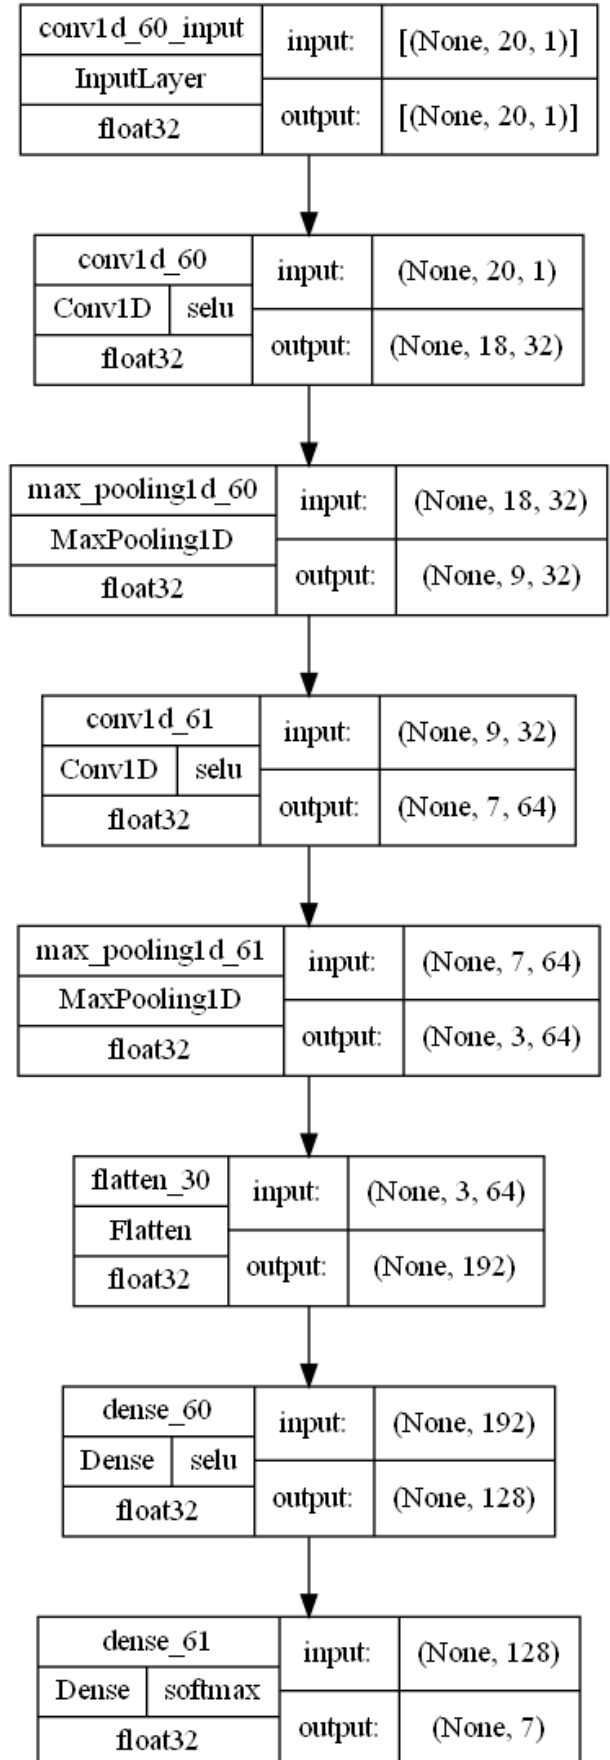 conv1d_60_input
input:
[(None, 20, 1)]
InputLayer
output:
[(None, 20, 1)]
float32
conv1d_60
input:
(None, 20, 1)
Conv1D
selu
output:
(None, 18, 32)
float32
max_pooling1d_60
input:
(None, 18, 32)
MaxPooling1D
output:
(None, 9, 32)
float32
conv1d_61
input:
(None, 9, 32)
Conv1D
selu
output:
(None, 7, 64)
float32
max_pooling1d_61
input:
(None, 7, 64)
MaxPooling1D
output:
(None, 3, 64)
float32
flatten_30
input:
(None, 3, 64)
Flatten
output:
(None, 192)
float32
dense_60
input:
(None, 192)
Dense
selu
output:
(None, 128)
float32
dense_61
input:
(None, 128)
Dense
softmax
output:
(None, 7)
float32